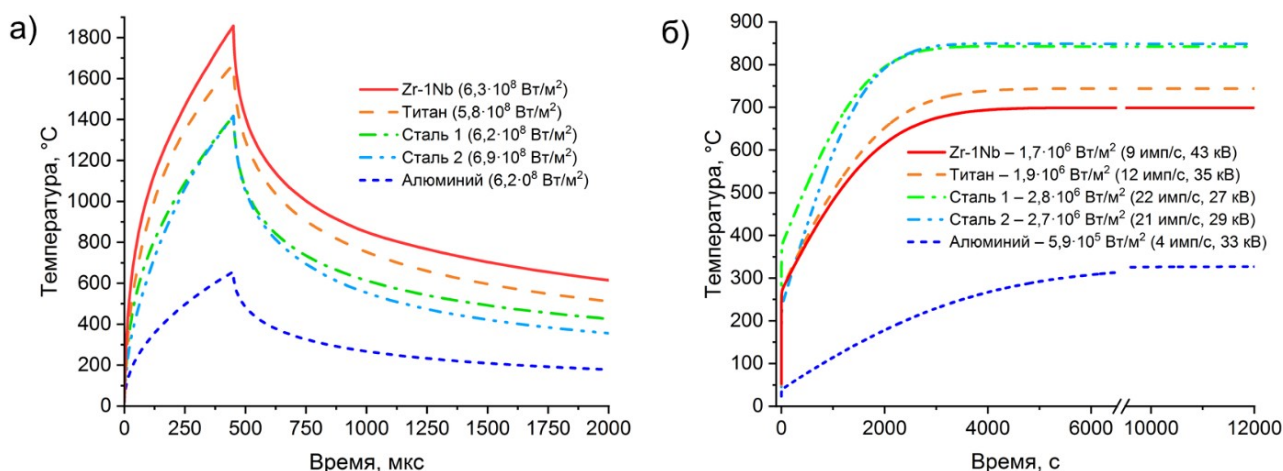 а)
Температура, °C
1800
1600
1400
1200
1000
800
600
400
200
0
Zr-1Nb (6,3·10⁸ Вт/м²)
Титан (5,8·10⁸ Вт/м²)
Сталь 1 (6,2·10⁸ Вт/м²)
Сталь 2 (6,9·10⁸ Вт/м²)
Алюминий (6,2·0⁸ Вт/м²)
0 250 500 750 1000 1250 1500 1750 2000
Время, мкс
б)
Температура, °C
900
800
700
600
500
400
300
200
100
0
Zr-1Nb – 1,7·10⁶ Вт/м² (9 имп/с, 43 кВ)
Титан – 1,9·10⁶ Вт/м² (12 имп/с, 35 кВ)
Сталь 1 – 2,8·10⁶ Вт/м² (22 имп/с, 27 кВ)
Сталь 2 – 2,7·10⁶ Вт/м² (21 имп/с, 29 кВ)
Алюминий – 5,9·10⁵ Вт/м² (4 имп/с, 33 кВ)
0 2000 4000 6000 10000 12000
Время, с